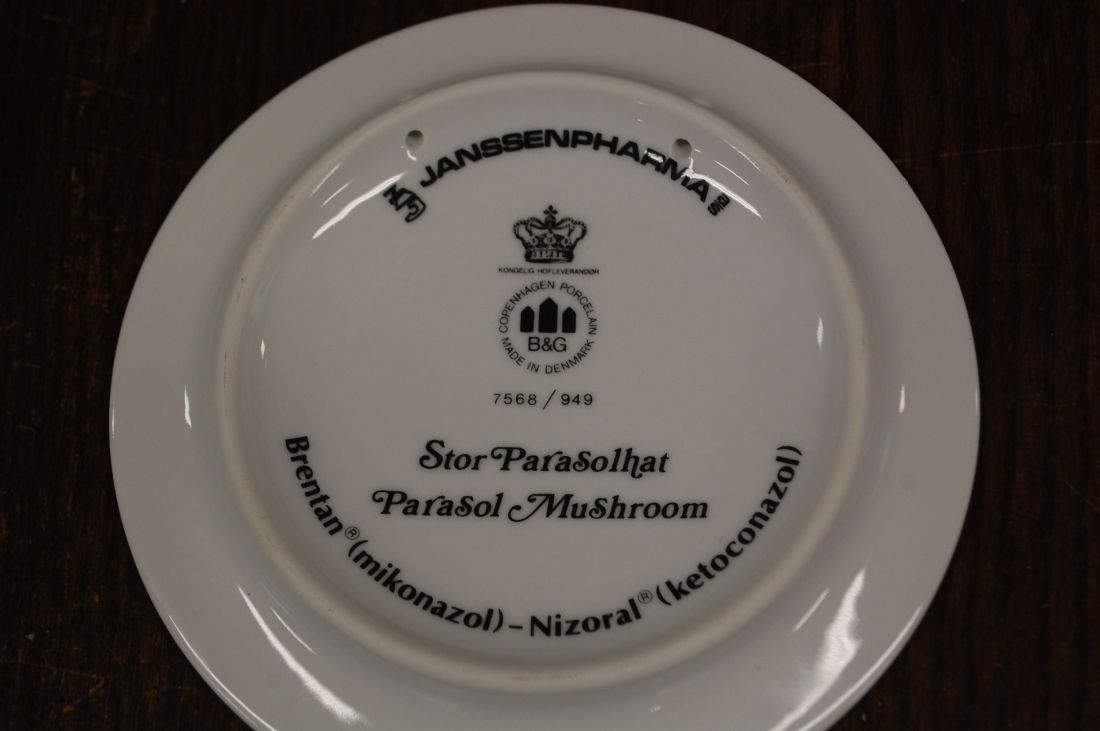 JANSSENPHARMA a/s
KONGELIG HOFLEVERANDØR
COPENHAGEN PORCELAIN
B&G
MADE IN DENMARK
7568/949
Stor Parasolhat
Parasol Mushroom
Brentan® (mikonazol) – Nizoral® (ketoconazol)